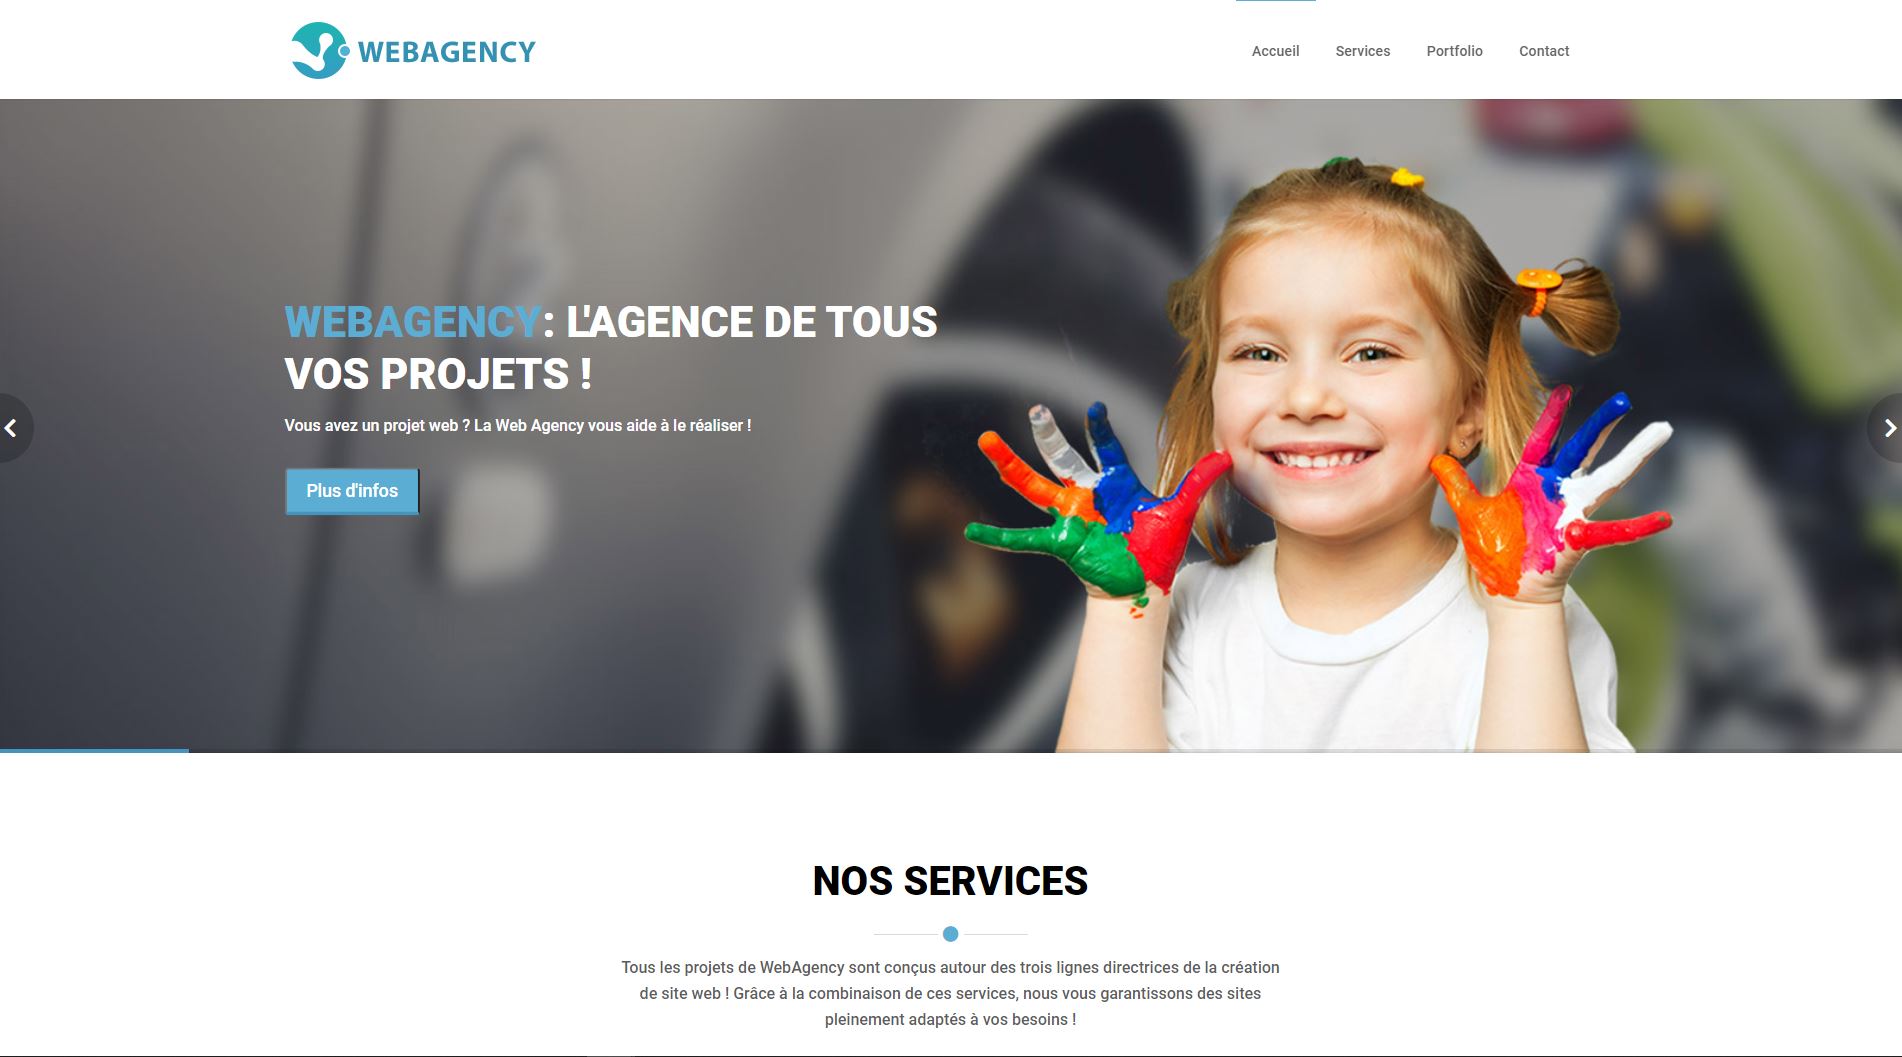 WEBAGENCY
Accueil
Services
Portfolio
Contact
WEBAGENCY: L'AGENCE DE TOUS
VOS PROJETS !
Vous avez un projet web ? La Web Agency vous aide à le réaliser !
Plus d'infos
NOS SERVICES
Tous les projets de WebAgency sont conçus autour des trois lignes directrices de la création
de site web ! Grâce à la combinaison de ces services, nous vous garantissons des sites
pleinement adaptés à vos besoins !